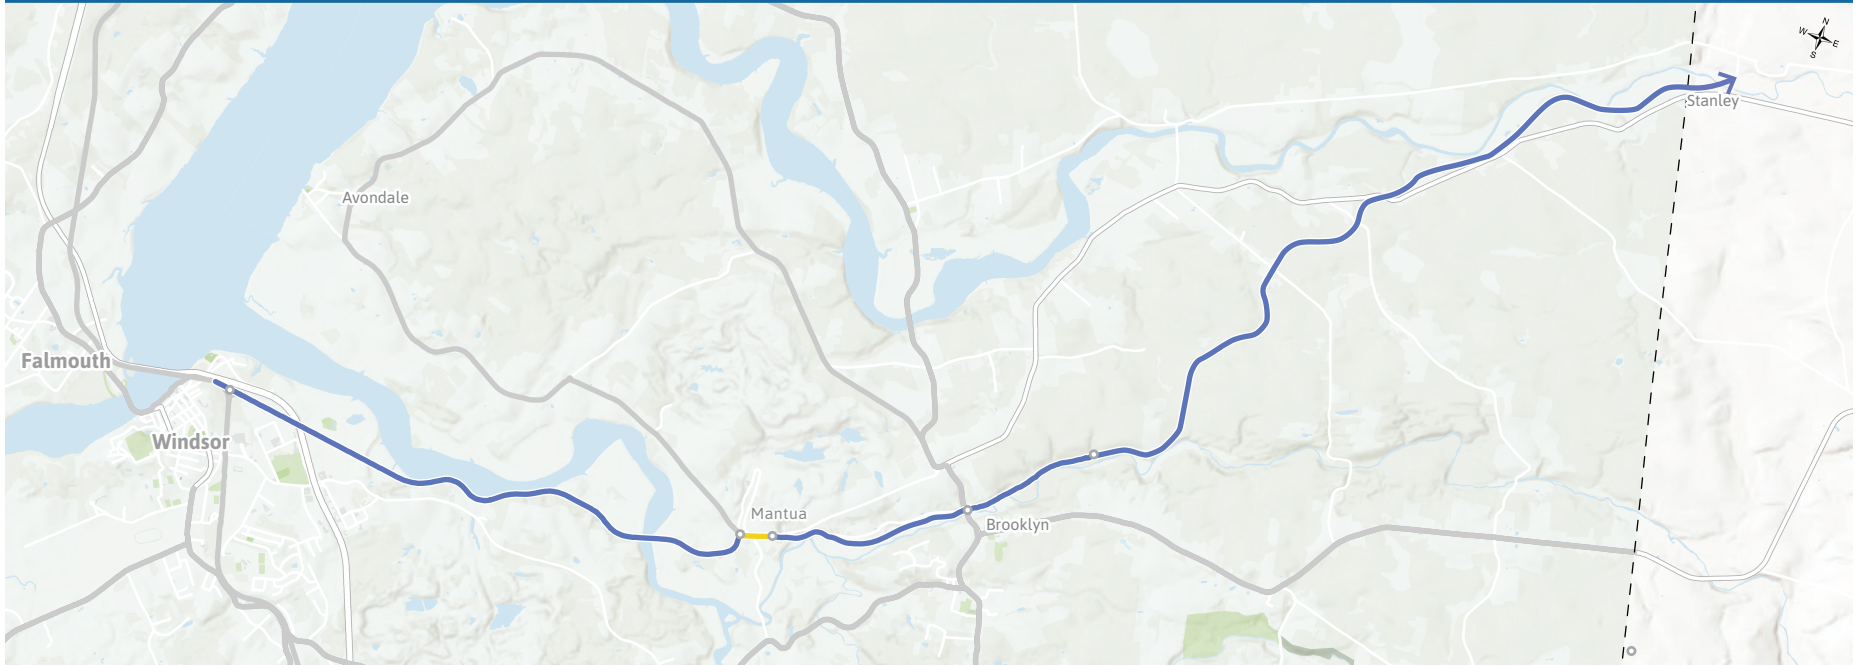 N
W
E
S
Stanley
Avondale
Falmouth
Windsor
Mantua
Brooklyn